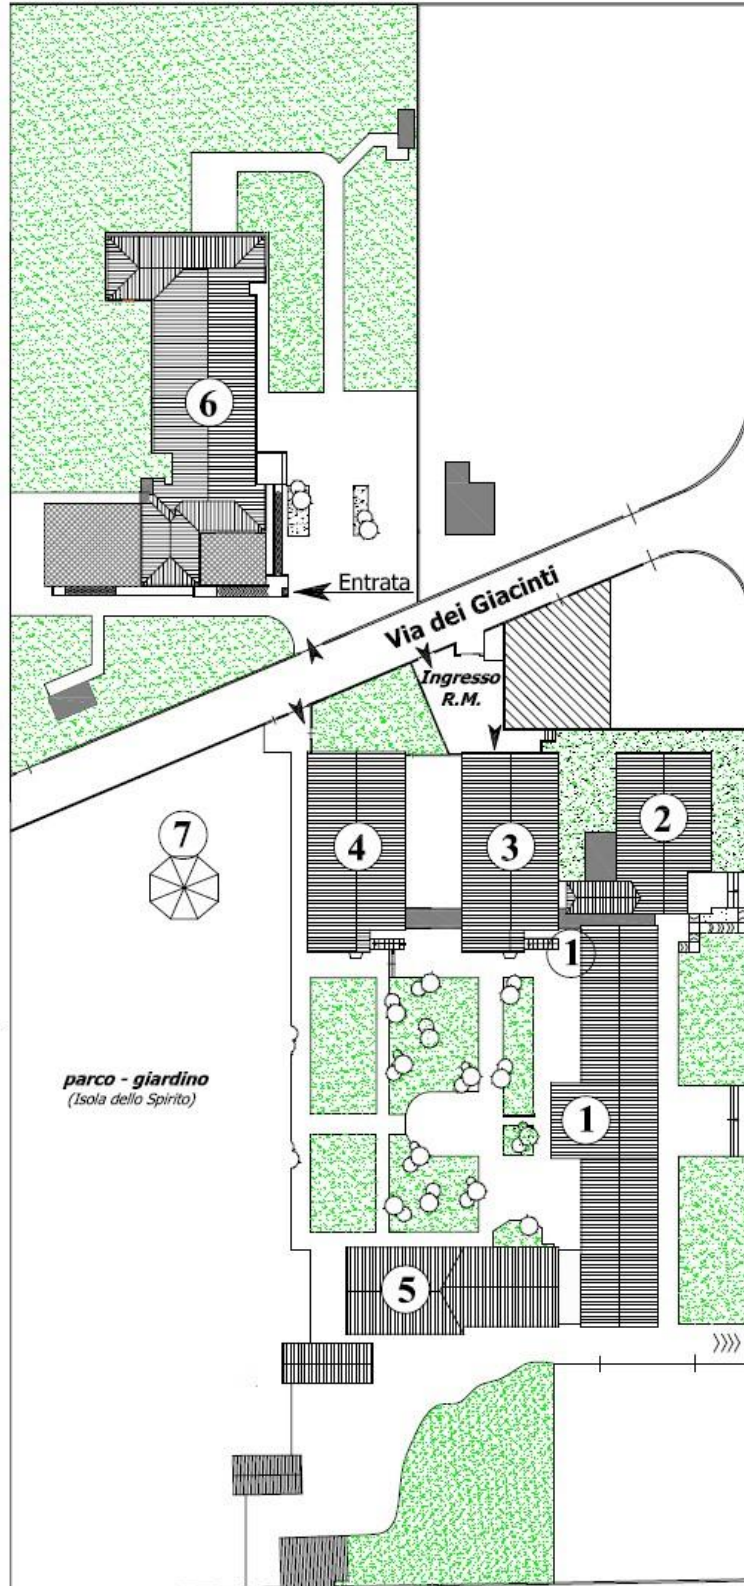 6
Entrata
Via dei Giacinti
Ingresso
R.M.
7
4
3
2
1
parco - giardino
(Isola dello Spirito)
1
5